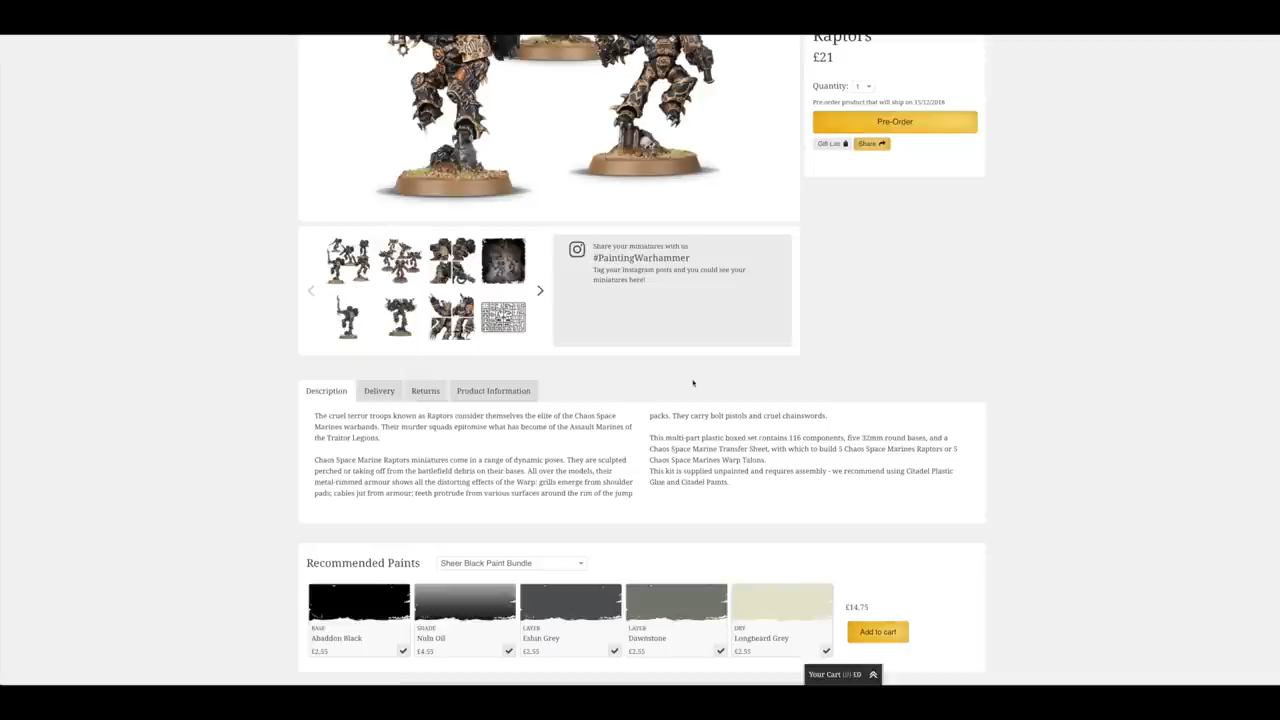 Raptors
£21
Quantity: 1
Pre-order product that will ship on 15/12/2018
Pre-Order
Gift List
Share
Share your miniatures with us
#PaintingWarhammer
Tag your Instagram posts and you could see your
miniatures here!
Description Delivery Returns Product Information
The cruel terror troops known as Raptors consider themselves the elite of the Chaos Space
Marines warbands. Their murder squads epitomise what has become of the Assault Marines of
the Traitor Legions.
Chaos Space Marine Raptors miniatures come in a range of dynamic poses. They are sculpted
perched or taking off from the battlefield debris on their bases. All over the models, their
metal-rimmed armour shows all the distorting effects of the Warp: grills emerge from shoulder
pads; cables jut from armour; teeth protrude from various surfaces around the rim of the jump
packs. They carry bolt pistols and cruel chainswords.
This multi-part plastic boxed set contains 116 components, five 32mm round bases, and a
Chaos Space Marine Transfer Sheet, with which to build 5 Chaos Space Marines Raptors or 5
Chaos Space Marines Warp Talons.
This kit is supplied unpainted and requires assembly - we recommend using Citadel Plastic
Glue and Citadel Paints.
Recommended Paints
Sheer Black Paint Bundle
BASE
Abaddon Black
£2.55
SHADE
Nuln Oil
£4.55
LAYER
Eshin Grey
£2.55
LAYER
Dawnstone
£2.55
DRY
Longbeard Grey
£2.55
£14.75
Add to cart
Your Cart (0) £0